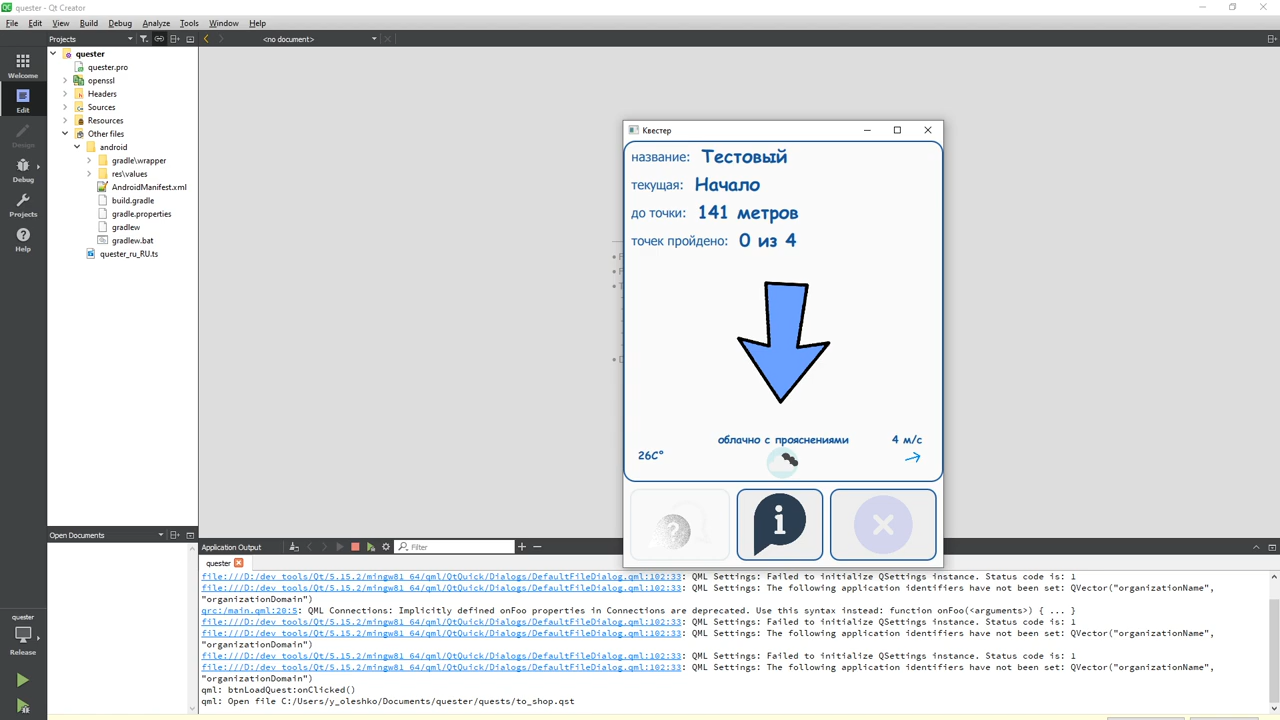 quester - Qt Creator
File Edit View Build Debug Analyze Tools Window Help
Projects
<no document>
Welcome
Edit
Design
Debug
Projects
Help
quester
Release
quester
quester.pro
openssl
Headers
Sources
Resources
Other files
android
gradle\wrapper
res\values
AndroidManifest.xml
build.gradle
gradle.properties
gradlew
gradlew.bat
quester_ru_RU.ts
Open Documents
Квестер
название: Тестовый
текущая: Начало
до точки: 141 метров
точек пройдено: 0 из 4
облачно с прояснениями
4 м/с
26C°
Application Output
Filter
quester
file:///D:/dev_tools/Qt/5.15.2/mingw81_64/qml/QtQuick/Dialogs/DefaultFileDialog.qml:102:33: QML Settings: Failed to initialize QSettings instance. Status code is: 1
file:///D:/dev_tools/Qt/5.15.2/mingw81_64/qml/QtQuick/Dialogs/DefaultFileDialog.qml:102:33: QML Settings: The following application identifiers have not been set: QVector("organizationName",
"organizationDomain")
qrc:/main.qml:20:5: QML Connections: Implicitly defined onFoo properties in Connections are deprecated. Use this syntax instead: function onFoo(<arguments>) { ... }
file:///D:/dev_tools/Qt/5.15.2/mingw81_64/qml/QtQuick/Dialogs/DefaultFileDialog.qml:102:33: QML Settings: Failed to initialize QSettings instance. Status code is: 1
file:///D:/dev_tools/Qt/5.15.2/mingw81_64/qml/QtQuick/Dialogs/DefaultFileDialog.qml:102:33: QML Settings: The following application identifiers have not been set: QVector("organizationName",
"organizationDomain")
file:///D:/dev_tools/Qt/5.15.2/mingw81_64/qml/QtQuick/Dialogs/DefaultFileDialog.qml:102:33: QML Settings: Failed to initialize QSettings instance. Status code is: 1
file:///D:/dev_tools/Qt/5.15.2/mingw81_64/qml/QtQuick/Dialogs/DefaultFileDialog.qml:102:33: QML Settings: The following application identifiers have not been set: QVector("organizationName",
"organizationDomain")
qml: btnLoadQuest:onClicked()
qml: Open file C:/Users/y_oleshko/Documents/quester/quests/to_shop.qst